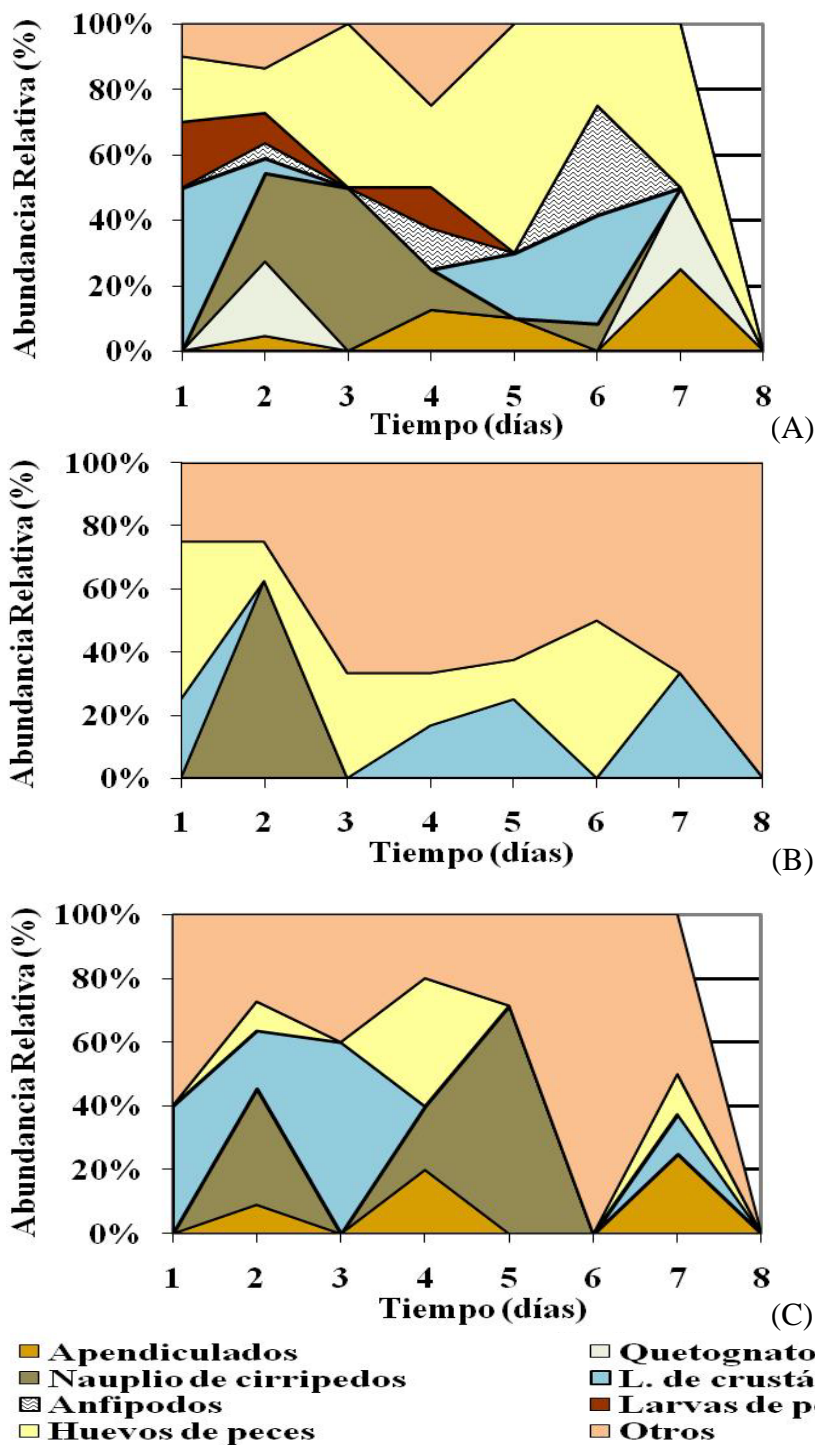 Abundancia Relativa (%)
100%
80%
60%
40%
20%
0%
1 2 3 4 5 6 7 8
Tiempo (días)
(A)
Abundancia Relativa (%)
100%
80%
60%
40%
20%
0%
1 2 3 4 5 6 7 8
Tiempo (días)
(B)
Abundancia Relativa (%)
100%
80%
60%
40%
20%
0%
1 2 3 4 5 6 7 8
Tiempo (días)
(C)
Apendiculados Quetognato
Nauplio de cirripedos L. de crustá
Anfipodos Larvas de p
Huevos de peces Otros